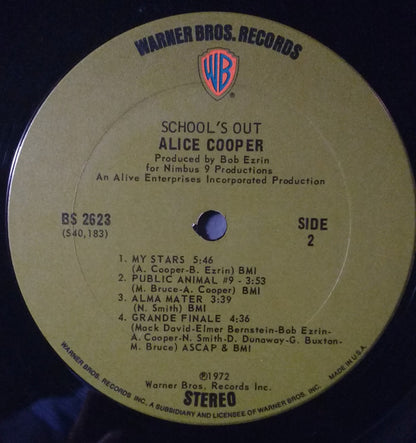 WARNER BROS. RECORDS
WB
®
SCHOOL'S OUT
ALICE COOPER
Produced by Bob Ezrin
for Nimbus 9 Productions
An Alive Enterprises Incorporated Production
BS 2623
(S40,183)
SIDE
2
1. MY STARS 5:46
(A. Cooper-B. Ezrin) BMI
2. PUBLIC ANIMAL #9 - 3:53
(M. Bruce-A. Cooper) BMI
3. ALMA MATER 3:39
(N. Smith) BMI
4. GRANDE FINALE 4:36
(Mack David-Elmer Bernstein-Bob Ezrin-
A. Cooper-N. Smith-D. Dunaway-G. Buxton-
M. Bruce) ASCAP & BMI
℗1972
Warner Bros. Records Inc.
STEREO
WARNER BROS. RECORDS INC. A SUBSIDIARY AND LICENSEE OF WARNER BROS. INC. MADE IN U.S.A.